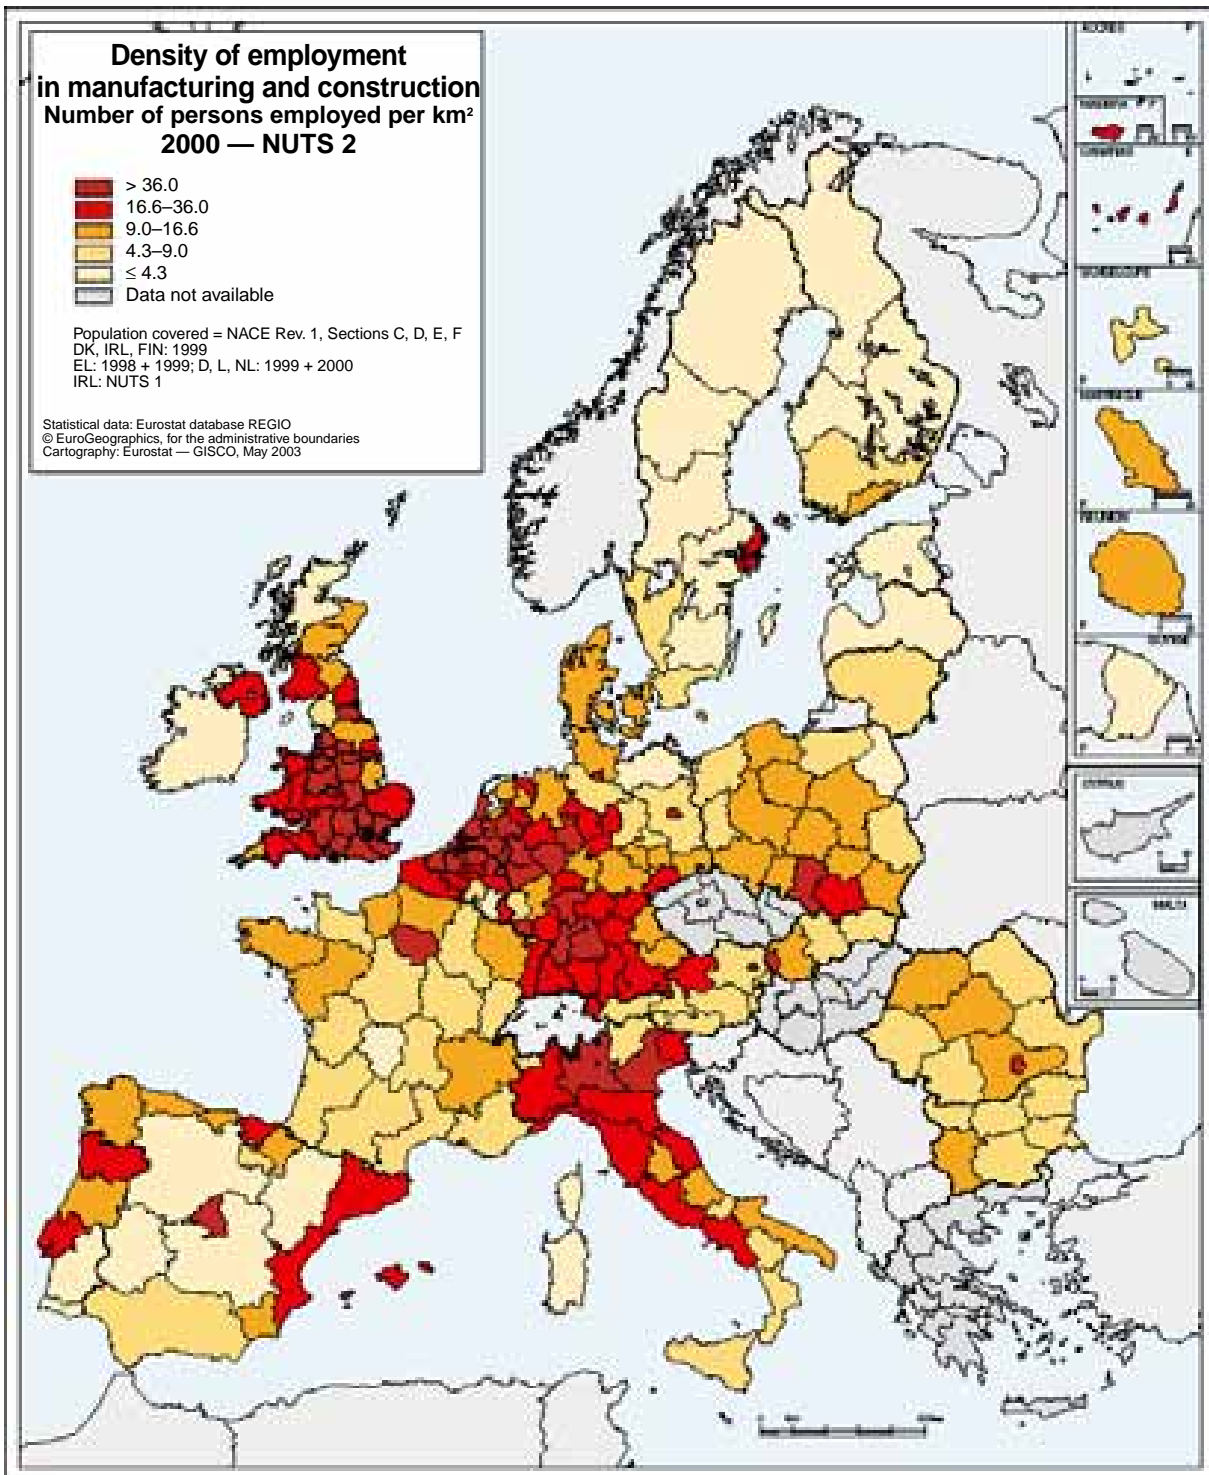 Density of employment
in manufacturing and construction
Number of persons employed per km²
2000 — NUTS 2
> 36.0
16.6–36.0
9.0–16.6
4.3–9.0
≤ 4.3
Data not available
Population covered = NACE Rev. 1, Sections C, D, E, F
DK, IRL, FIN: 1999
EL: 1998 + 1999; D, L, NL: 1999 + 2000
IRL: NUTS 1
Statistical data: Eurostat database REGIO
© EuroGeographics, for the administrative boundaries
Cartography: Eurostat — GISCO, May 2003